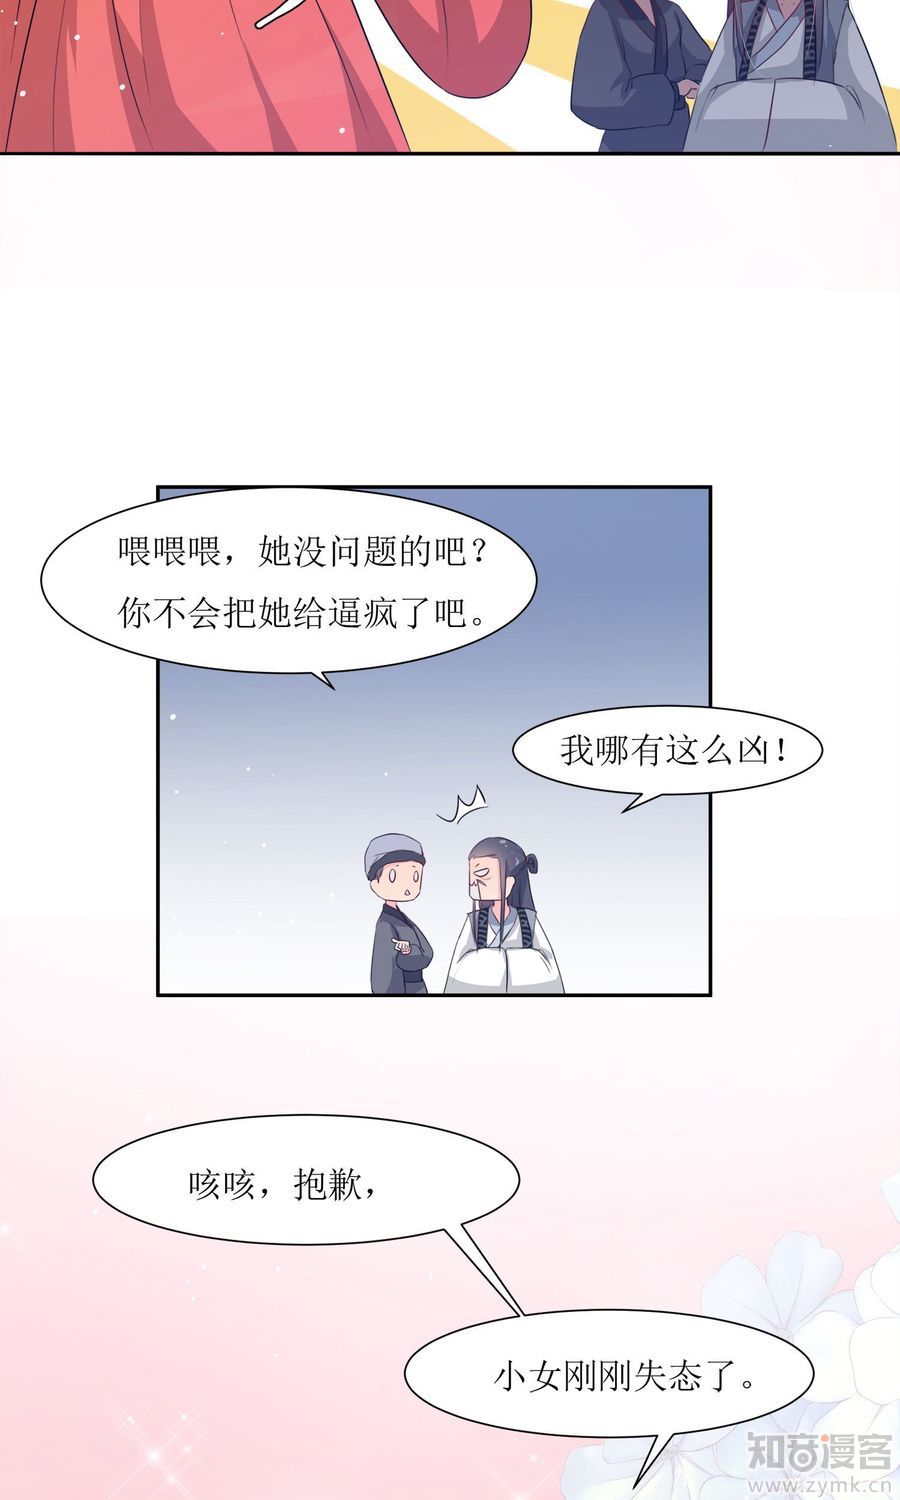 喂喂喂，她没问题的吧？
你不会把她给逼疯了吧。
我哪有这么凶！
咳咳，抱歉，
小女刚刚失态了。
知音漫客
www.zymk.cn